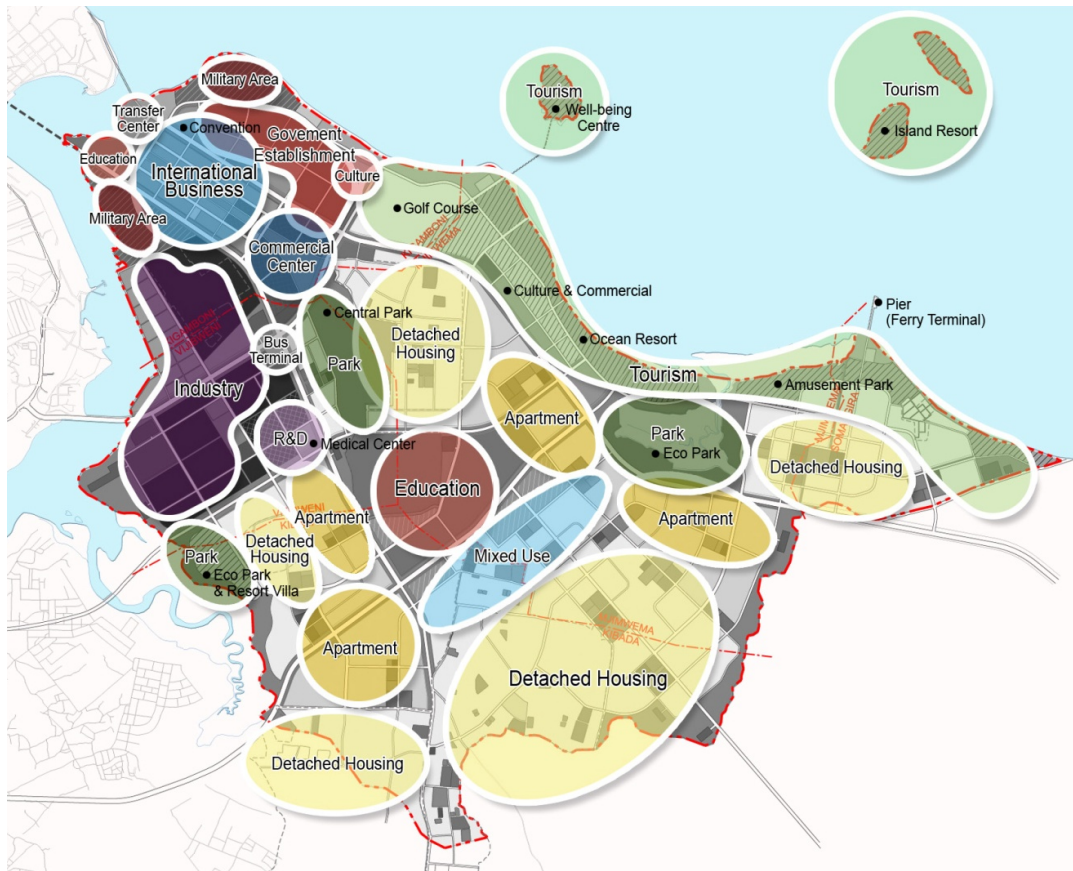 Military Area
Transfer
Center
Convention
Education
Goverment
Establishment
International
Business
Culture
Military Area
Commercial
Center
Tourism
Well-being
Centre
Tourism
Island Resort
Golf Course
Culture & Commercial
Pier
(Ferry Terminal)
Central Park
Detached
Housing
Bus
Terminal
Park
Ocean Resort
Tourism
Amusement Park
Industry
Apartment
R&D
Medical Center
Park
Eco Park
Detached Housing
Education
Apartment
Apartment
Detached
Housing
Mixed Use
Park
Eco Park
& Resort Villa
KIBADA
Apartment
Detached Housing
Detached Housing